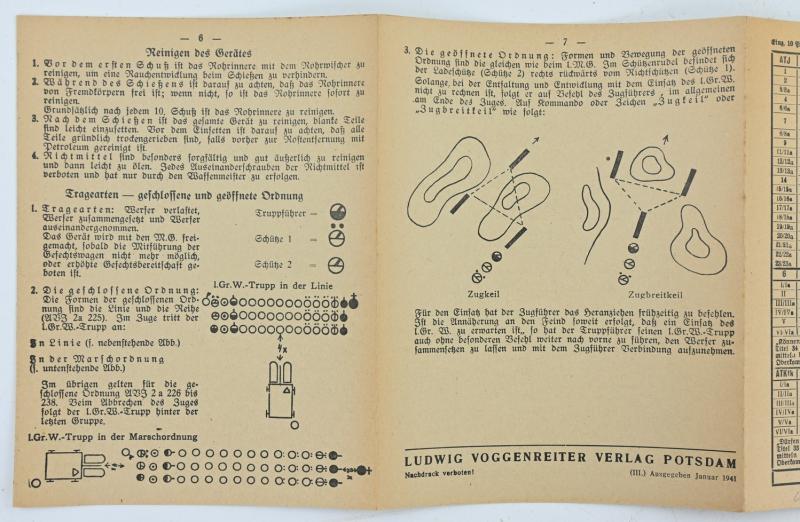 — 6 —
Reinigen des Gerätes
1. Vor dem ersten Schuß ist das Rohrinnere mit dem Rohrwischer zu
reinigen, um eine Rauchentwicklung beim Schießen zu verhindern.
2. Während des Schießens ist darauf zu achten, daß das Rohrinnere
von Fremdkörpern frei ist; wenn nicht, so ist das Rohrinnere sofort zu
reinigen.
Grundsätzlich nach jedem 10. Schuß ist das Rohrinnere zu reinigen.
3. Nach dem Schießen ist das gesamte Gerät zu reinigen, blanke Teile
sind leicht einzufetten. Vor dem Einfetten ist darauf zu achten, daß alle
Teile gründlich trockengerieben sind, falls vorher zur Rostentfernung mit
Petroleum gereinigt ist.
4. Richtmittel sind besonders sorgfältig und gut äußerlich zu reinigen
und dann leicht zu ölen. Jedes Auseinanderschrauben der Richtmittel ist
verboten und hat nur durch den Waffenmeister zu erfolgen.
Tragearten — geschlossene und geöffnete Ordnung
1. Tragearten: Werfer verlastet,
Werfer zusammengesetzt und Werfer
auseinandergenommen.
Das Gerät wird mit den M.G. frei-
gemacht, sobald die Mitführung der
Gefechtswagen nicht mehr möglich,
oder erhöhte Gefechtsbereitschaft ge-
boten ist.
Truppführer =
Schütze 1 =
Schütze 2 =
2. Die geschlossene Ordnung:
Die Formen der geschlossenen Ord-
nung sind die Linie und die Reihe
(AVJ 2a 225). Im Zuge tritt der
l.Gr.W.-Trupp an:
In Linie (s. nebenstehende Abb.)
In der Marschordnung
(s. untenstehende Abb.)
Im übrigen gelten für die ge-
schlossene Ordnung AVJ 2 a 226 bis
238. Beim Abbrechen des Zuges
folgt der l.Gr.W.-Trupp hinter der
letzten Gruppe.
l.Gr.W.-Trupp in der Linie
l.Gr.W.-Trupp in der Marschordnung
— 7 —
3. Die geöffnete Ordnung: Formen und Bewegung der geöffneten
Ordnung sind die gleichen wie beim l.M.G. Im Schützenrudel befindet sich
der Ladeschütze (Schütze 2) rechts rückwärts vom Richtschützen (Schütze 1).
Solange, bei der Entfaltung und Entwicklung mit dem Einsatz des l.Gr.W.
nicht zu rechnen ist, folgt er auf Befehl des Zugführers, im allgemeinen
am Ende des Zuges. Auf Kommando oder Zeichen „Zugkeil" oder
„Zugbreitkeil" wie folgt:
Zugkeil
Zugbreitkeil
Für den Einsatz hat der Zugführer das Heranziehen frühzeitig zu befehlen.
Ist die Annäherung an den Feind soweit erfolgt, daß ein Einsatz des
l.Gr. W. zu erwarten ist, so hat der Truppführer seinen l.Gr.W.-Trupp
auch ohne besonderen Befehl weiter nach vorne zu führen, den Werfer zu-
sammensetzen zu lassen und mit dem Zugführer Verbindung aufzunehmen.
LUDWIG VOGGENREITER VERLAG POTSDAM
Nachdruck verboten!
(III.) Ausgegeben Januar 1941
ATJ
1
2
4
5
6